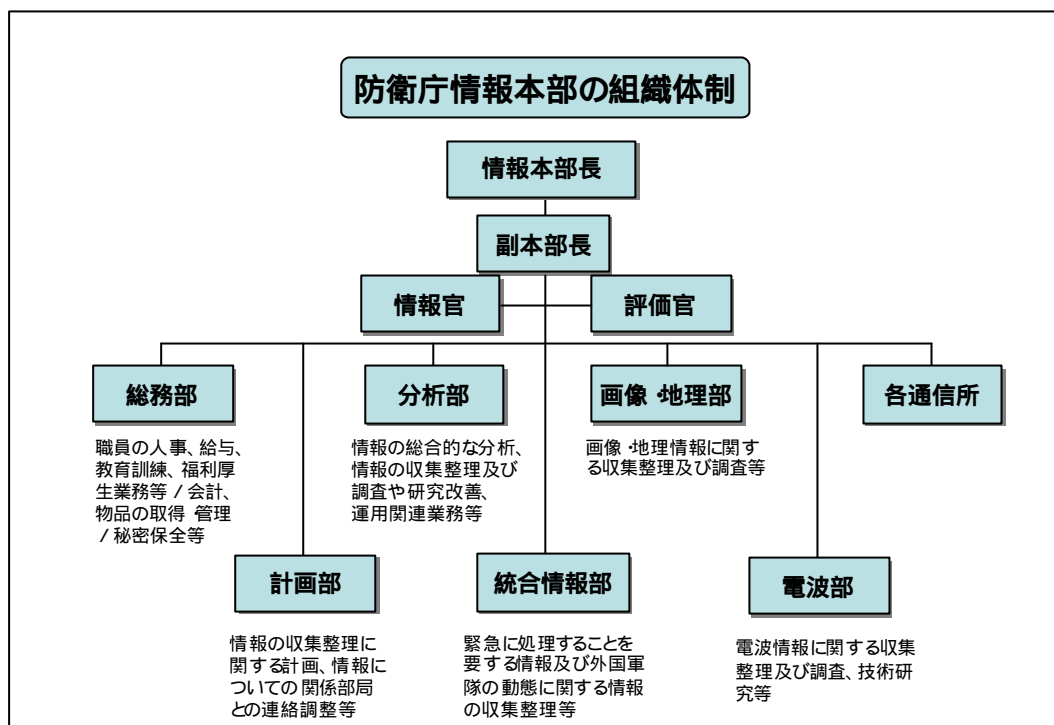 防衛庁情報本部の組織体制
情報本部長
副本部長
情報官
評価官
総務部
職員の人事、給与、
教育訓練、福利厚
生業務等 / 会計、
物品の取得・管理
/ 秘密保全等
分析部
情報の総合的な分析、
情報の収集整理及び
調査や研究改善、
運用関連業務等
画像・地理部
画像・地理情報に関す
る収集整理及び調査等
各通信所
計画部
情報の収集整理に
関する計画、情報に
ついての関係部局
との連絡調整等
統合情報部
緊急に処理することを
要する情報及び外国軍
隊の動態に関する情報
の収集整理等
電波部
電波情報に関する収集
整理及び調査、技術研
究等